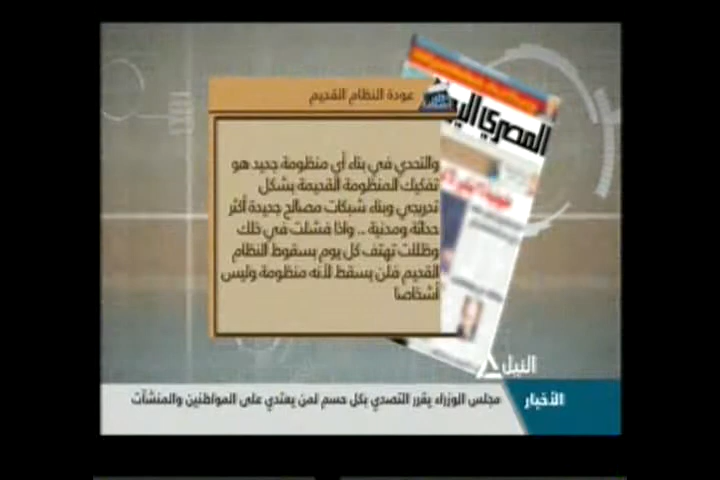 عودة النظام القديم
المصري اليو
والتحدي في بناء أي منظومة جديد هو
تفكيك المنظومة القديمة بشكل
تدريجي وبناء شبكات مصالح جديدة أكثر
حداثة ومدنية .. واذا فشلت في ذلك
وظللت تهتف كل يوم بسقوط النظام
القديم فلن يسقط لأنه منظومة وليس
أشخاصا
النيل
الأخبار
مجلس الوزراء يقرر التصدي بكل حسم لمن يعتدي على المواطنين والمنشآت